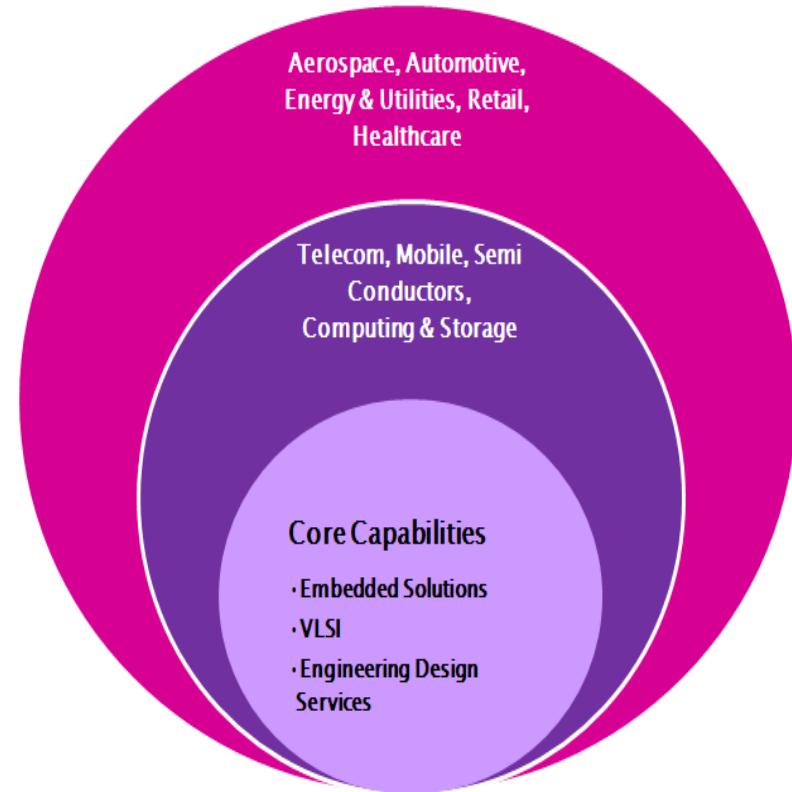 Aerospace, Automotive,
Energy & Utilities, Retail,
Healthcare
Telecom, Mobile, Semi
Conductors,
Computing & Storage
Core Capabilities
· Embedded Solutions
· VLSI
· Engineering Design
Services